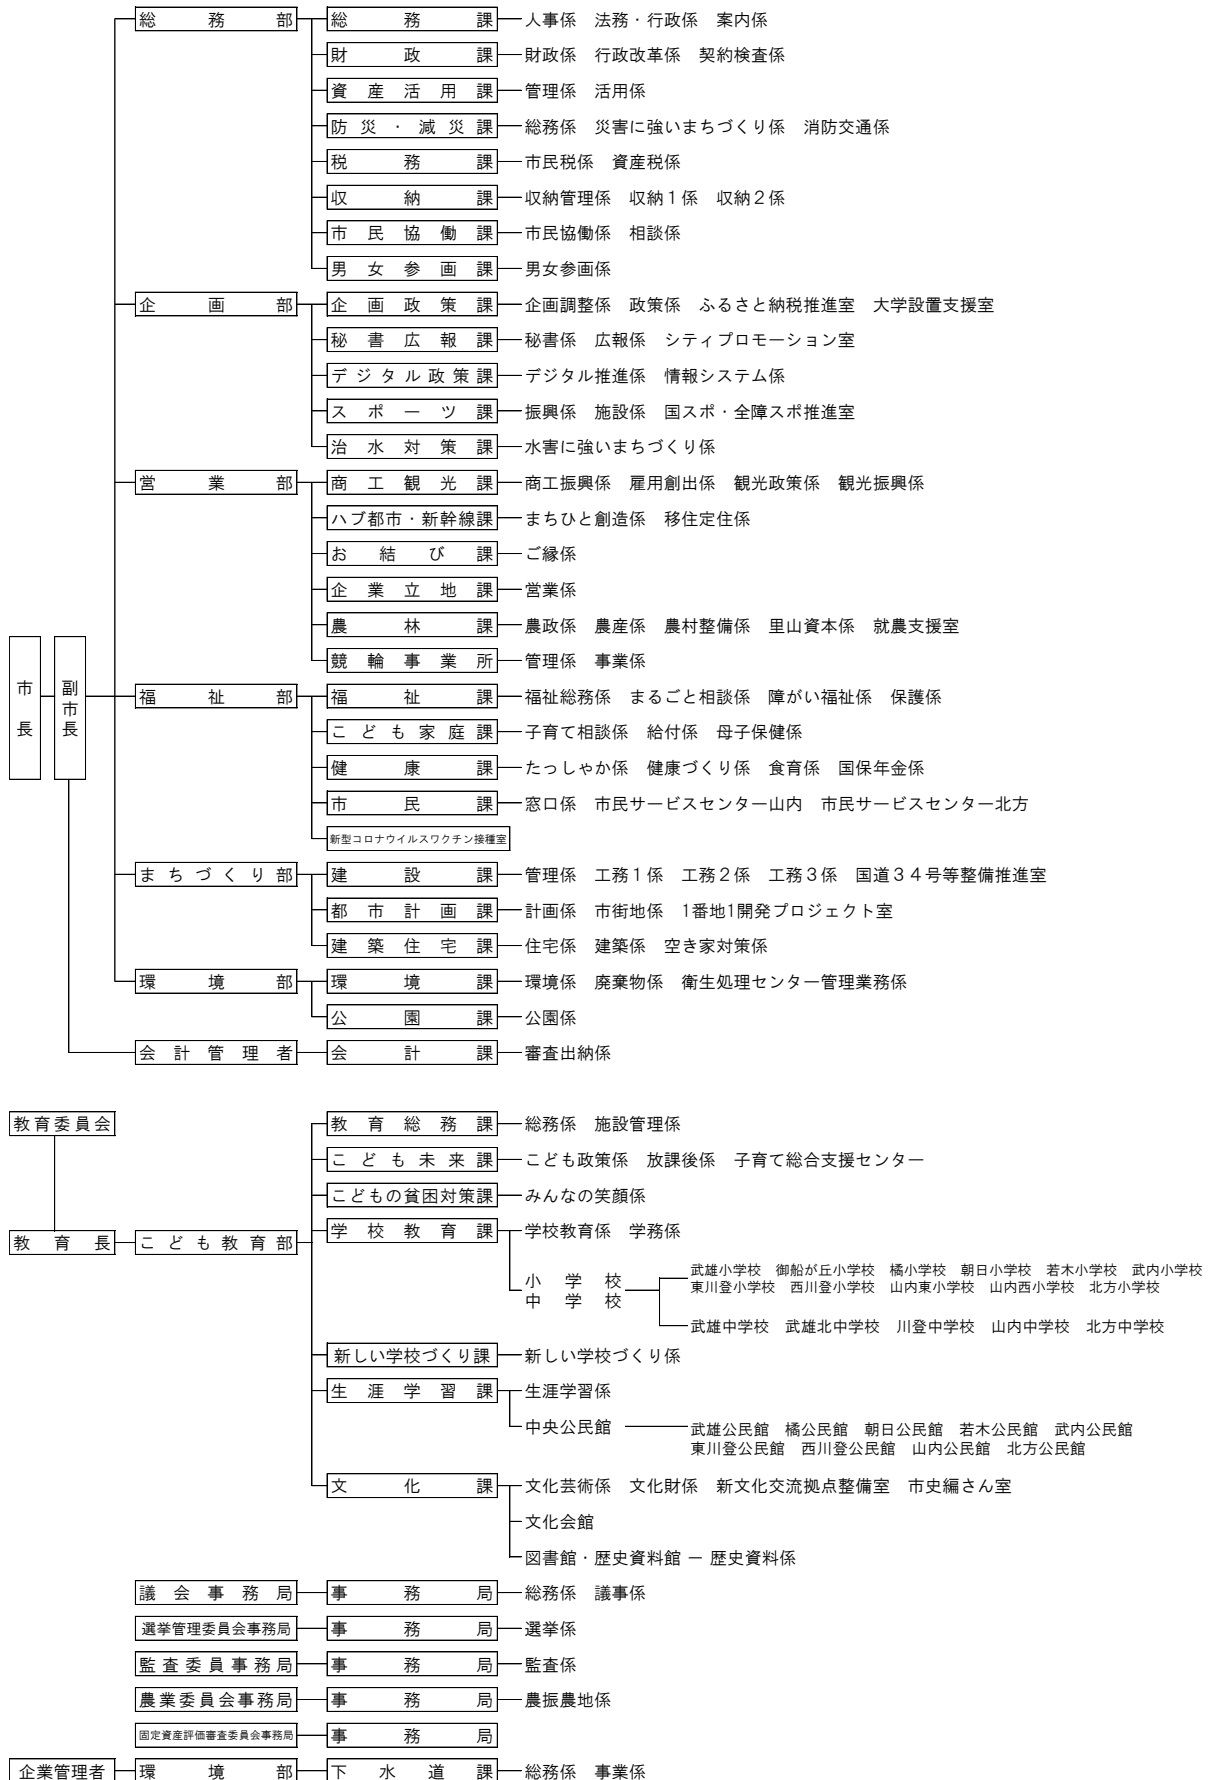 総務部 総務課 人事係 法務・行政係 案内係
財政課 財政係 行政改革係 契約検査係
資産活用課 管理係 活用係
防災・減災課 総務係 災害に強いまちづくり係 消防交通係
税務課 市民税係 資産税係
収納課 収納管理係 収納1係 収納2係
市民協働課 市民協働係 相談係
男女参画課 男女参画係
企画部 企画政策課 企画調整係 政策係 ふるさと納税推進室 大学設置支援室
秘書広報課 秘書係 広報係 シティプロモーション室
デジタル政策課 デジタル推進係 情報システム係
スポーツ課 振興係 施設係 国スポ・全障スポ推進室
治水対策課 水害に強いまちづくり係
営業部 商工観光課 商工振興係 雇用創出係 観光政策係 観光振興係
ハブ都市・新幹線課 まちひと創造係 移住定住係
お結び課 ご縁係
企業立地課 営業係
農林課 農政係 農産係 農村整備係 里山資本係 就農支援室
競輪事業所 管理係 事業係
市長 副市長 福祉部 福祉課 福祉総務係 まるごと相談係 障がい福祉係 保護係
こども家庭課 子育て相談係 給付係 母子保健係
健康課 たっしゃか係 健康づくり係 食育係 国保年金係
市民課 窓口係 市民サービスセンター山内 市民サービスセンター北方
新型コロナウイルスワクチン接種室
まちづくり部 建設課 管理係 工務1係 工務2係 工務3係 国道34号等整備推進室
都市計画課 計画係 市街地係 1番地1開発プロジェクト室
建築住宅課 住宅係 建築係 空き家対策係
環境部 環境課 環境係 廃棄物係 衛生処理センター管理業務係
公園課 公園係
会計管理者 会計課 審査出納係
教育委員会 教育総務課 総務係 施設管理係
こども未来課 こども政策係 放課後係 子育て総合支援センター
こどもの貧困対策課 みんなの笑顔係
教育長 こども教育部 学校教育課 学校教育係 学務係
小学校 武雄小学校 御船が丘小学校 橘小学校 朝日小学校 若木小学校 武内小学校
中学校 東川登小学校 西川登小学校 山内東小学校 山内西小学校 北方小学校
武雄中学校 武雄北中学校 川登中学校 山内中学校 北方中学校
新しい学校づくり課 新しい学校づくり係
生涯学習課 生涯学習係
中央公民館 武雄公民館 橘公民館 朝日公民館 若木公民館 武内公民館
東川登公民館 西川登公民館 山内公民館 北方公民館
文化課 文化芸術係 文化財係 新文化交流拠点整備室 市史編さん室
文化会館
図書館・歴史資料館 ー 歴史資料係
議会事務局 事務局 総務係 議事係
選挙管理委員会事務局 事務局 選挙係
監査委員事務局 事務局 監査係
農業委員会事務局 事務局 農振農地係
固定資産評価審査委員会事務局 事務局
企業管理者 環境部 下水道課 総務係 事業係